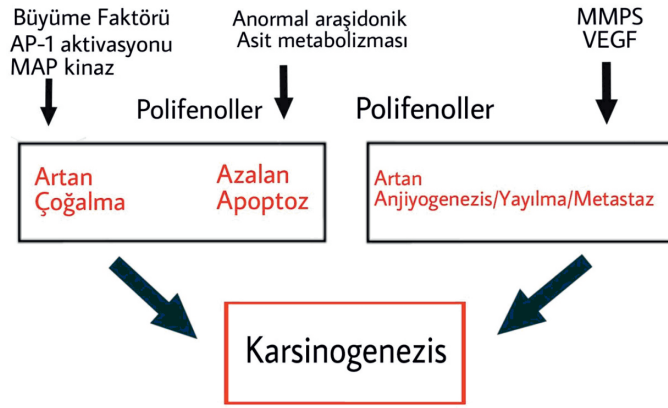 Büyüme Faktörü
AP-1 aktivasyonu
MAP kinaz
Anormal araşidonik
Asit metabolizması
MMPS
VEGF
Polifenoller
Polifenoller
Artan
Çoğalma
Azalan
Apoptoz
Artan
Anjiyogenezis/Yayılma/Metastaz
Karsinogenezis